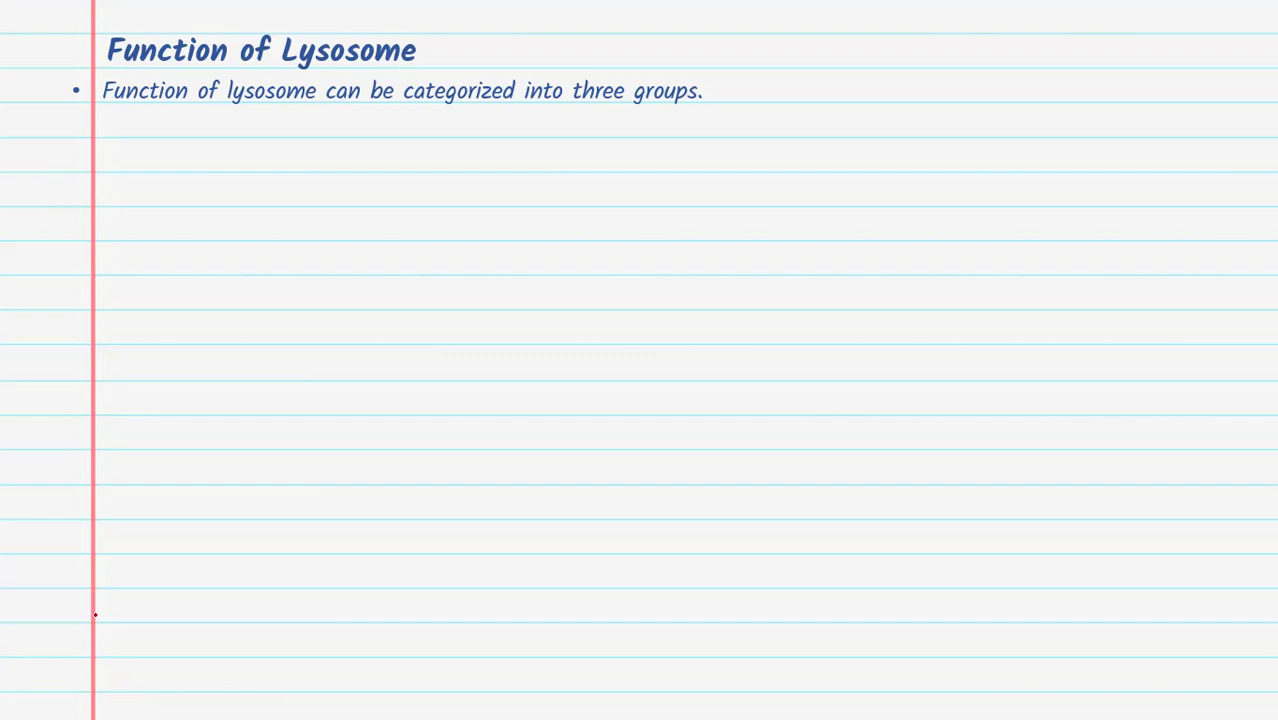 Function of Lysosome
• Function of lysosome can be categorized into three groups.